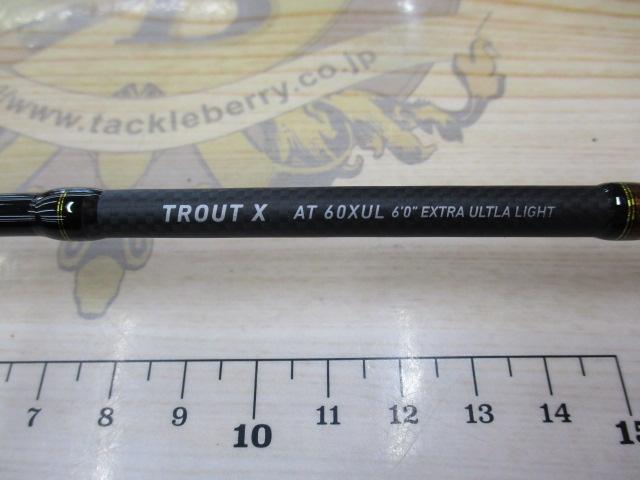 B
//www.tackleberry.co.jp
TROUT X AT 60XUL 6'0" EXTRA ULTLA LIGHT
7 8 9 10 11 12 13 14 15